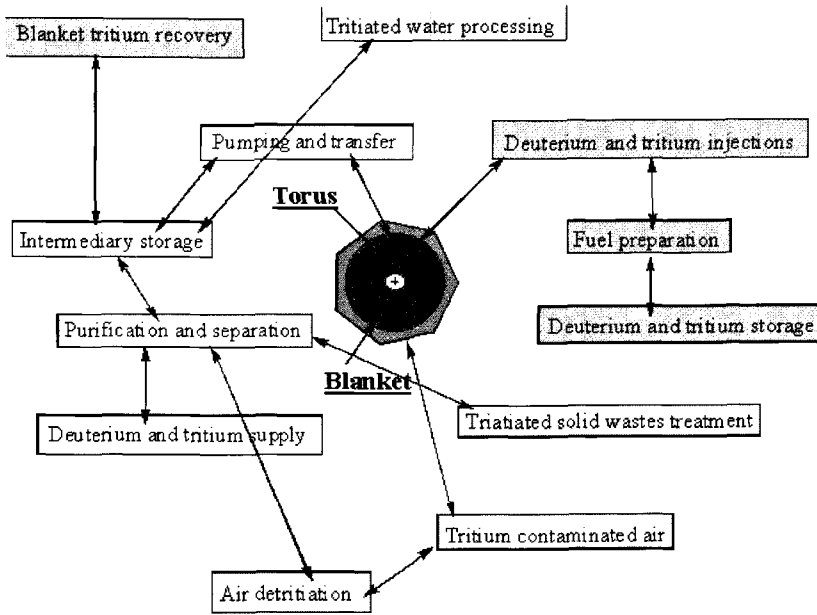 Tritiated water processing
Blanket tritium recovery
Pumping and transfer
Deuterium and tritium injections
Torus
Intermediary storage
Fuel preparation
Purification and separation
Deuterium and tritium storage
Blanket
Triatiated solid wastes treatment
Deuterium and tritium supply
Tritium contaminated air
Air detritiation